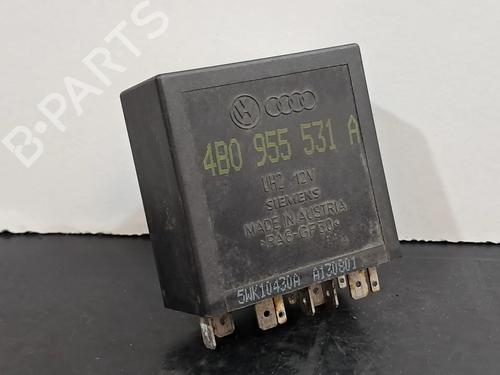 B-PARTS
4B0 955 531 A
UH2 12V
SIEMENS
MADE IN AUSTRIA
>PA6-GF30<
5WK10430A A130801